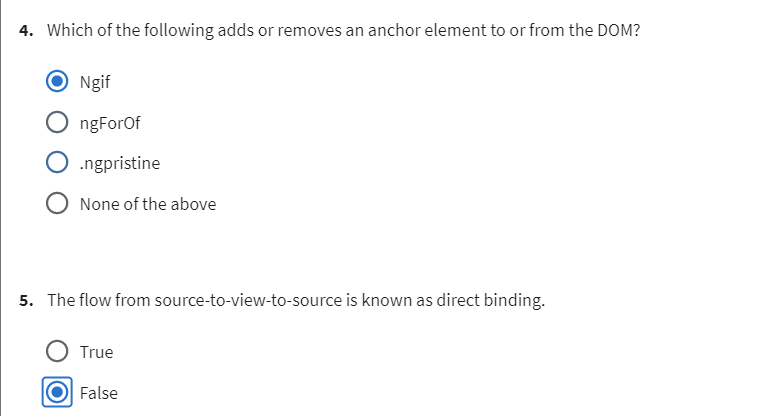 4. Which of the following adds or removes an anchor element to or from the DOM?
Ngif
ngForOf
.ngpristine
None of the above
5. The flow from source-to-view-to-source is known as direct binding.
True
False